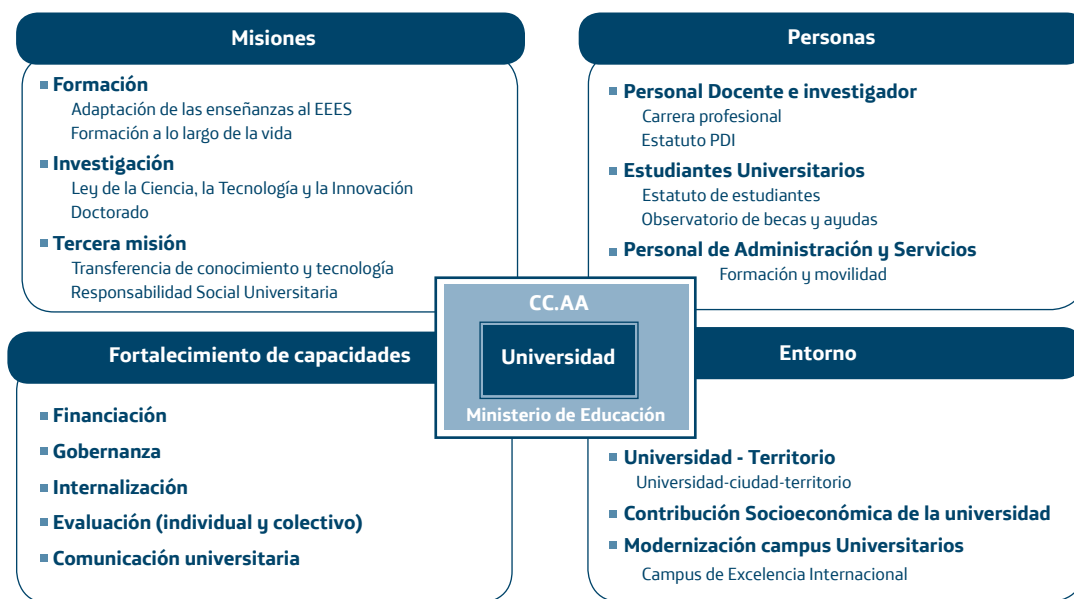 Misiones
Formación
Adaptación de las enseñanzas al EEES
Formación a lo largo de la vida
Investigación
Ley de la Ciencia, la Tecnología y la Innovación
Doctorado
Tercera misión
Transferencia de conocimiento y tecnología
Responsabilidad Social Universitaria
Personas
Personal Docente e investigador
Carrera profesional
Estatuto PDI
Estudiantes Universitarios
Estatuto de estudiantes
Observatorio de becas y ayudas
Personal de Administración y Servicios
Formación y movilidad
CC.AA
Universidad
Ministerio de Educación
Fortalecimiento de capacidades
Financiación
Gobernanza
Internalización
Evaluación (individual y colectivo)
Comunicación universitaria
Entorno
Universidad - Territorio
Universidad-ciudad-territorio
Contribución Socioeconómica de la universidad
Modernización campus Universitarios
Campus de Excelencia Internacional